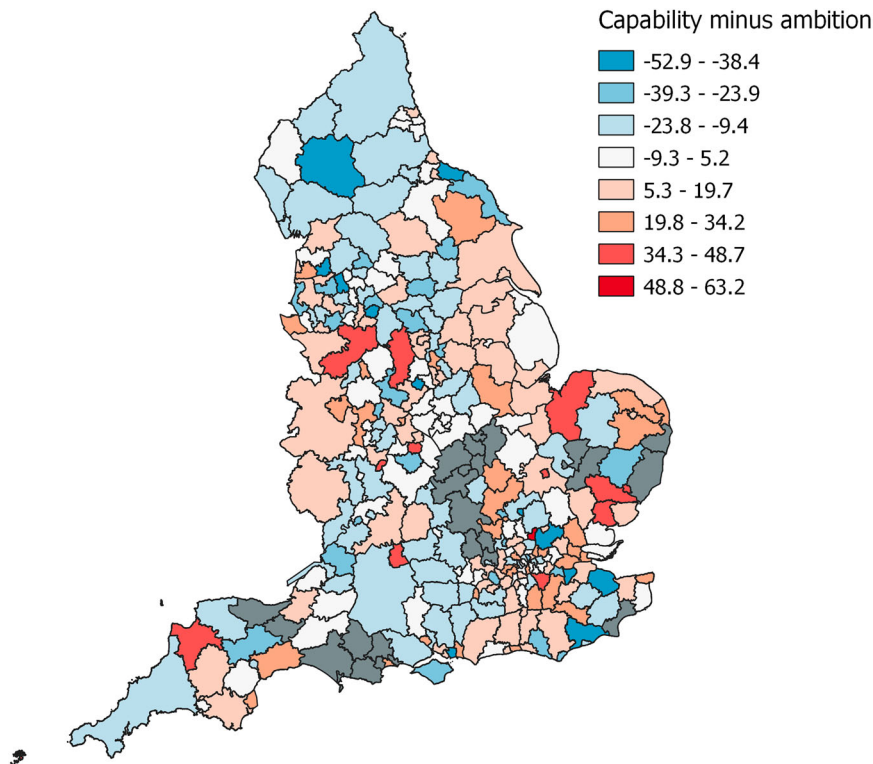 Capability minus ambition
-52.9 - -38.4
-39.3 - -23.9
-23.8 - -9.4
-9.3 - 5.2
5.3 - 19.7
19.8 - 34.2
34.3 - 48.7
48.8 - 63.2